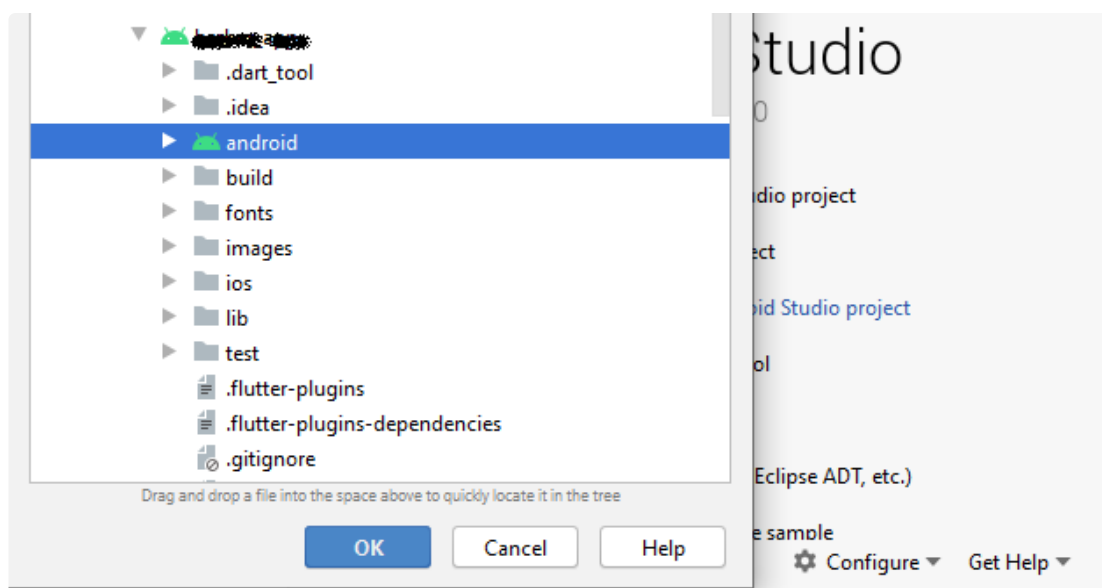 .dart_tool
.idea
android
build
fonts
images
ios
lib
test
.flutter-plugins
.flutter-plugins-dependencies
.gitignore
Drag and drop a file into the space above to quickly locate it in the tree
OK
Cancel
Help
Studio
0
dio project
ect
id Studio project
ol
Eclipse ADT, etc.)
e sample
Configure
Get Help